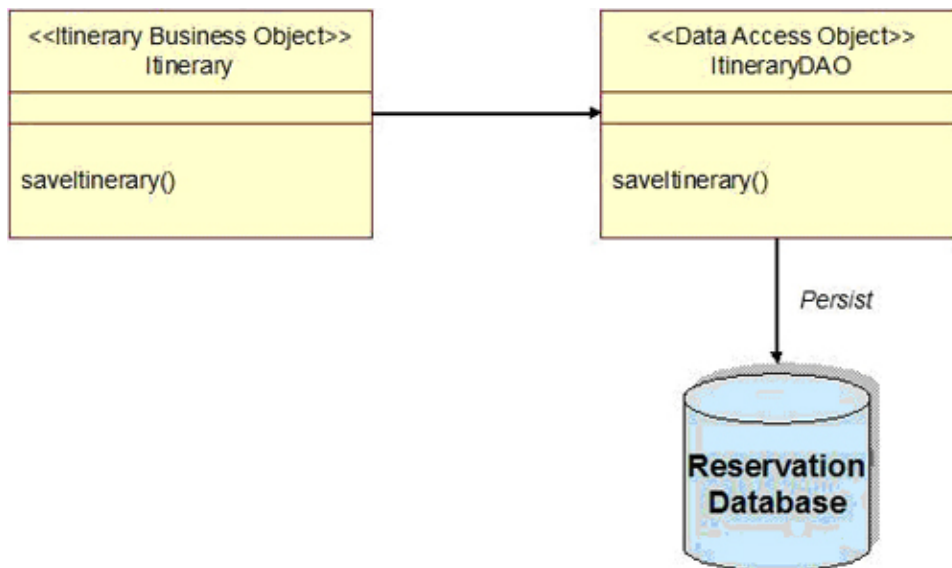 <<Itinerary Business Object>>
Itinerary
saveItinerary()
<<Data Access Object>>
ItineraryDAO
saveItinerary()
Persist
Reservation
Database